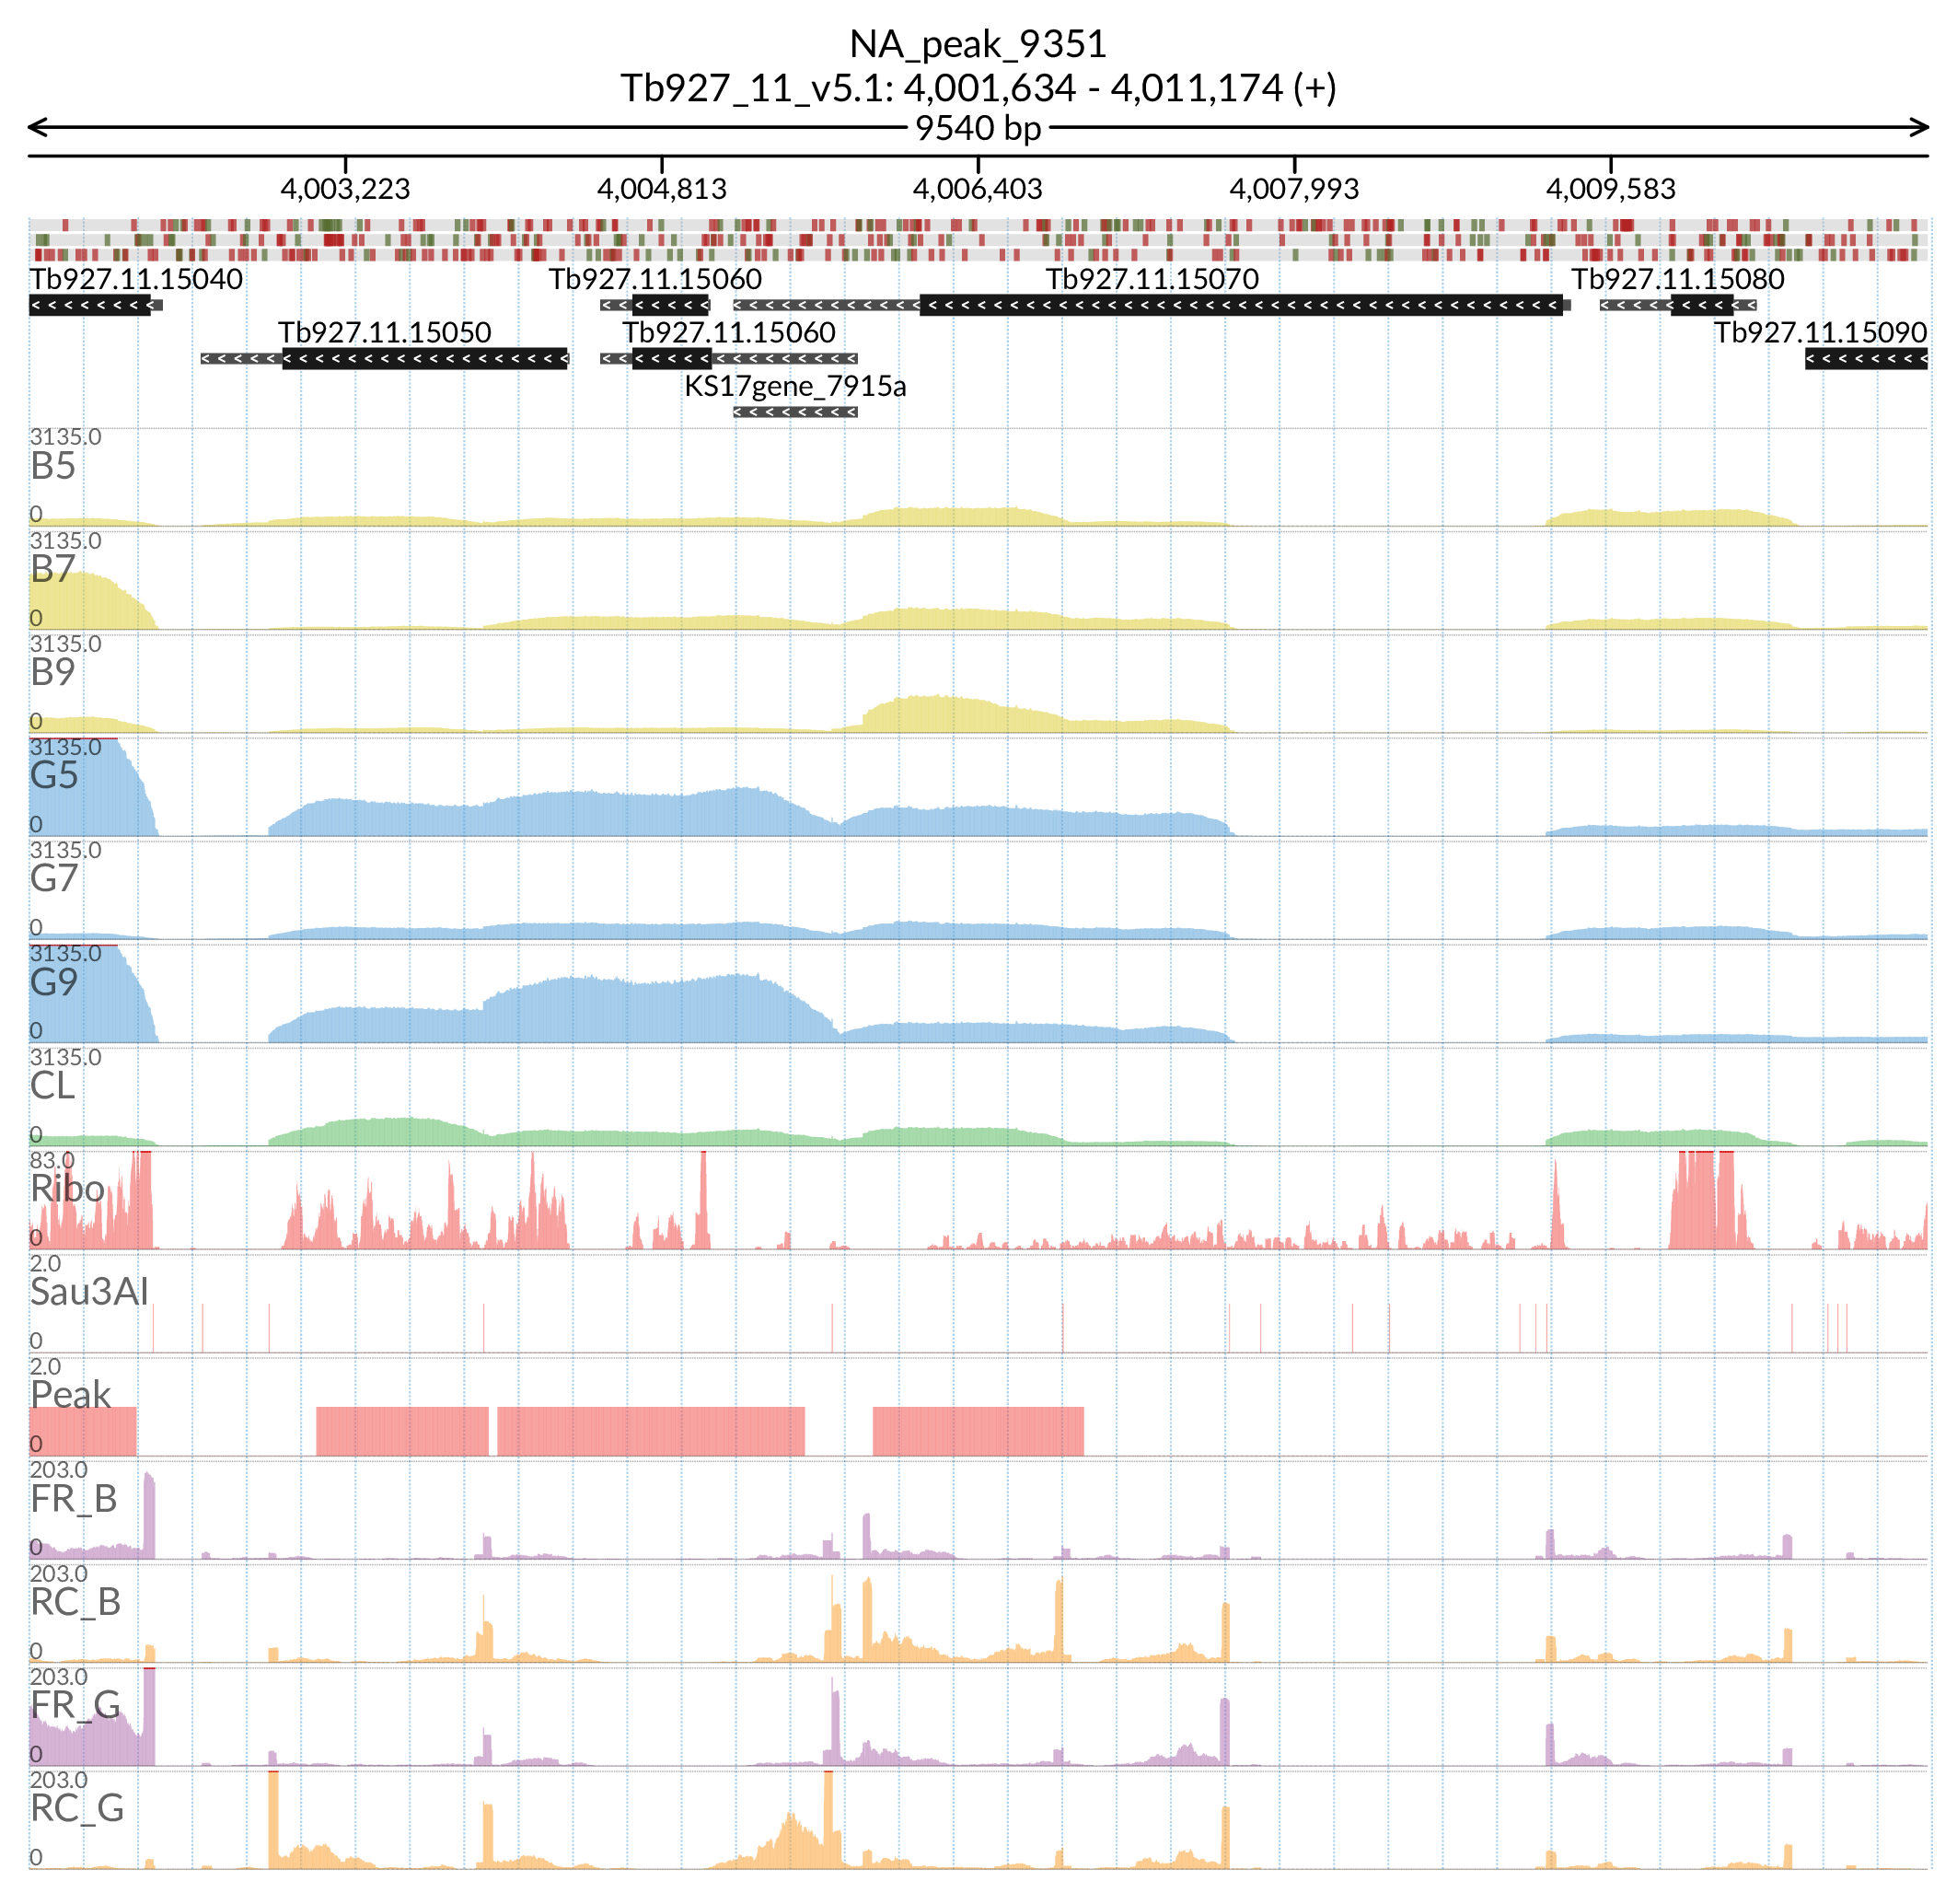 NA_peak_9351
Tb927_11_v5.1: 4,001,634 - 4,011,174 (+)
9540 bp
4,003,223 4,004,813 4,006,403 4,007,993 4,009,583
Tb927.11.15040 Tb927.11.15060 Tb927.11.15070 Tb927.11.15080
Tb927.11.15050 Tb927.11.15060 Tb927.11.15090
KS17gene_7915a
3135.0
B5
0
3135.0
B7
0
3135.0
B9
0
3135.0
G5
0
3135.0
G7
0
3135.0
G9
0
3135.0
CL
0
83.0
Ribo
0
2.0
Sau3AI
0
2.0
Peak
0
203.0
FR_B
0
203.0
RC_B
0
203.0
FR_G
0
203.0
RC_G
0